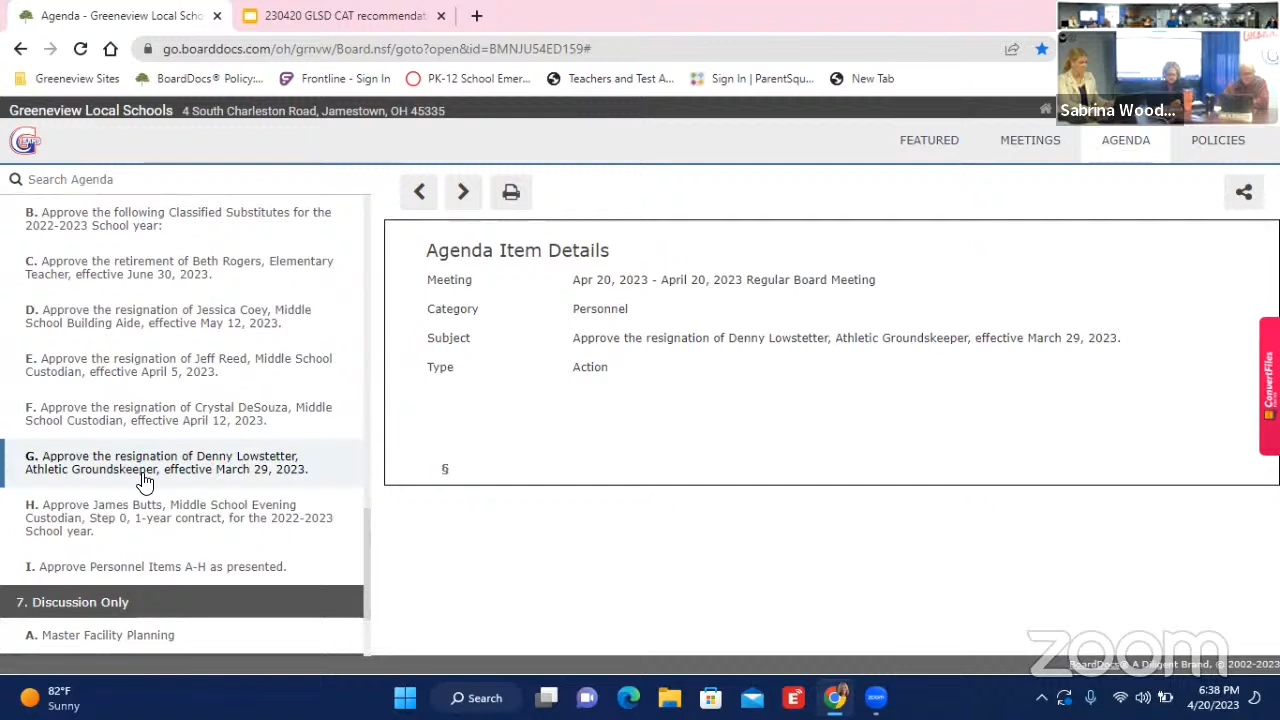 Agenda - Greeneview Local Scho
230420 GLSD CAT recommendat
go.boarddocs.com/oh/grnvw/Board.nsf/goto?open&id=BMNJU54BD159#
Greeneview Sites
BoardDocs® Policy:...
Frontline - Sign In
PK-12 School Emer...
Teachers and Test A...
Sign In | ParentSqu...
New Tab
Sabrina Wood...
Greeneview Local Schools 4 South Charleston Road, Jamestown, OH 45335
FEATURED
MEETINGS
AGENDA
POLICIES
Search Agenda
B. Approve the following Classified Substitutes for the
2022-2023 School year:
C. Approve the retirement of Beth Rogers, Elementary
Teacher, effective June 30, 2023.
D. Approve the resignation of Jessica Coey, Middle
School Building Aide, effective May 12, 2023.
E. Approve the resignation of Jeff Reed, Middle School
Custodian, effective April 5, 2023.
F. Approve the resignation of Crystal DeSouza, Middle
School Custodian, effective April 12, 2023.
G. Approve the resignation of Denny Lowstetter,
Athletic Groundskeeper, effective March 29, 2023.
H. Approve James Butts, Middle School Evening
Custodian, Step 0, 1-year contract, for the 2022-2023
School year.
I. Approve Personnel Items A-H as presented.
7. Discussion Only
A. Master Facility Planning
Agenda Item Details
Meeting Apr 20, 2023 - April 20, 2023 Regular Board Meeting
Category Personnel
Subject Approve the resignation of Denny Lowstetter, Athletic Groundskeeper, effective March 29, 2023.
Type Action
§
ConvertFiles
zoom
BoardDocs® A Diligent Brand, © 2002-2023
82°F
Sunny
Search
6:38 PM
4/20/2023